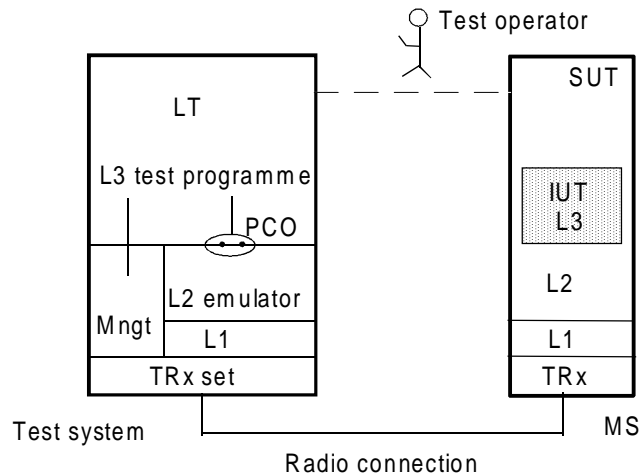 Test operator
SUT
LT
L3 test programme
PCO
IUT
L3
L2 emulator
L2
Mngt
L1
L1
TRx set
TRx
Test system
MS
Radio connection